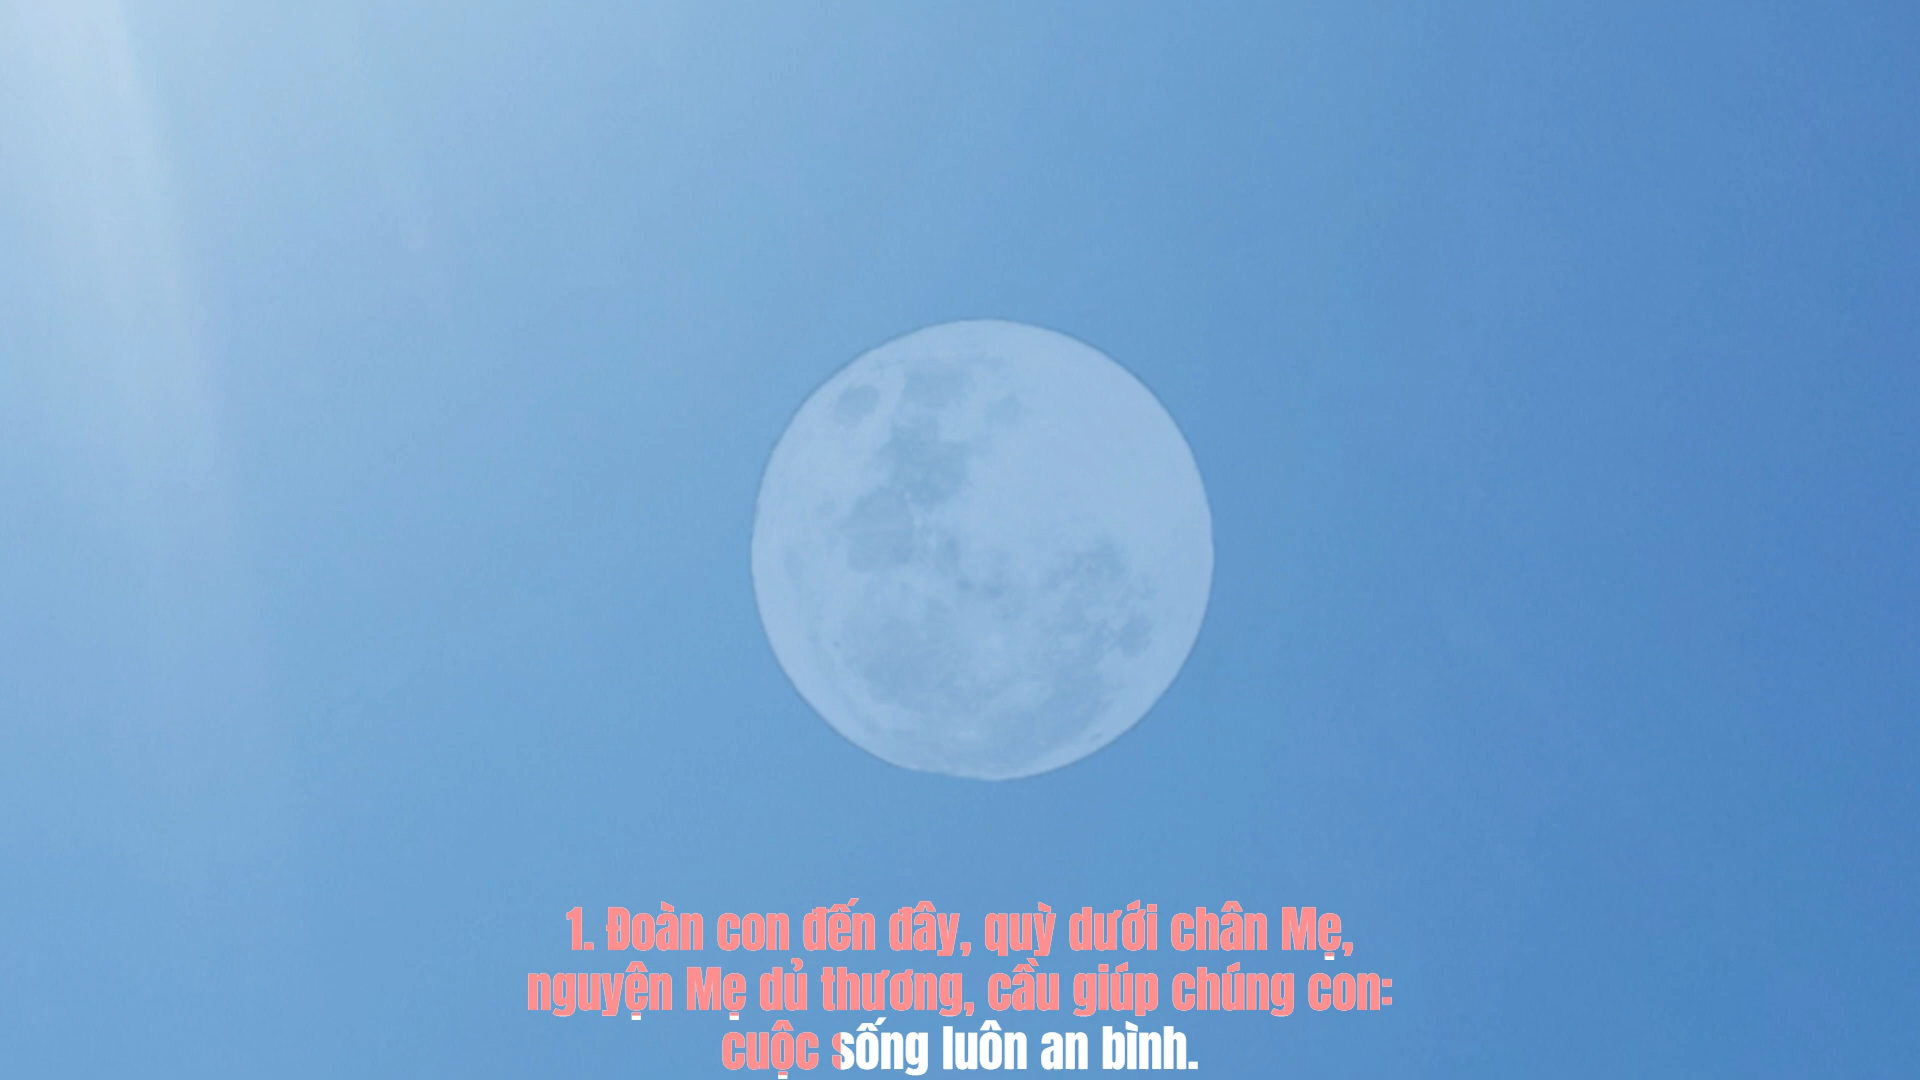 1. Đoàn con đến đây, quỳ dưới chân Mẹ,
nguyện Mẹ dủ thương, cầu giúp chúng con:
cuộc sống luôn an bình.